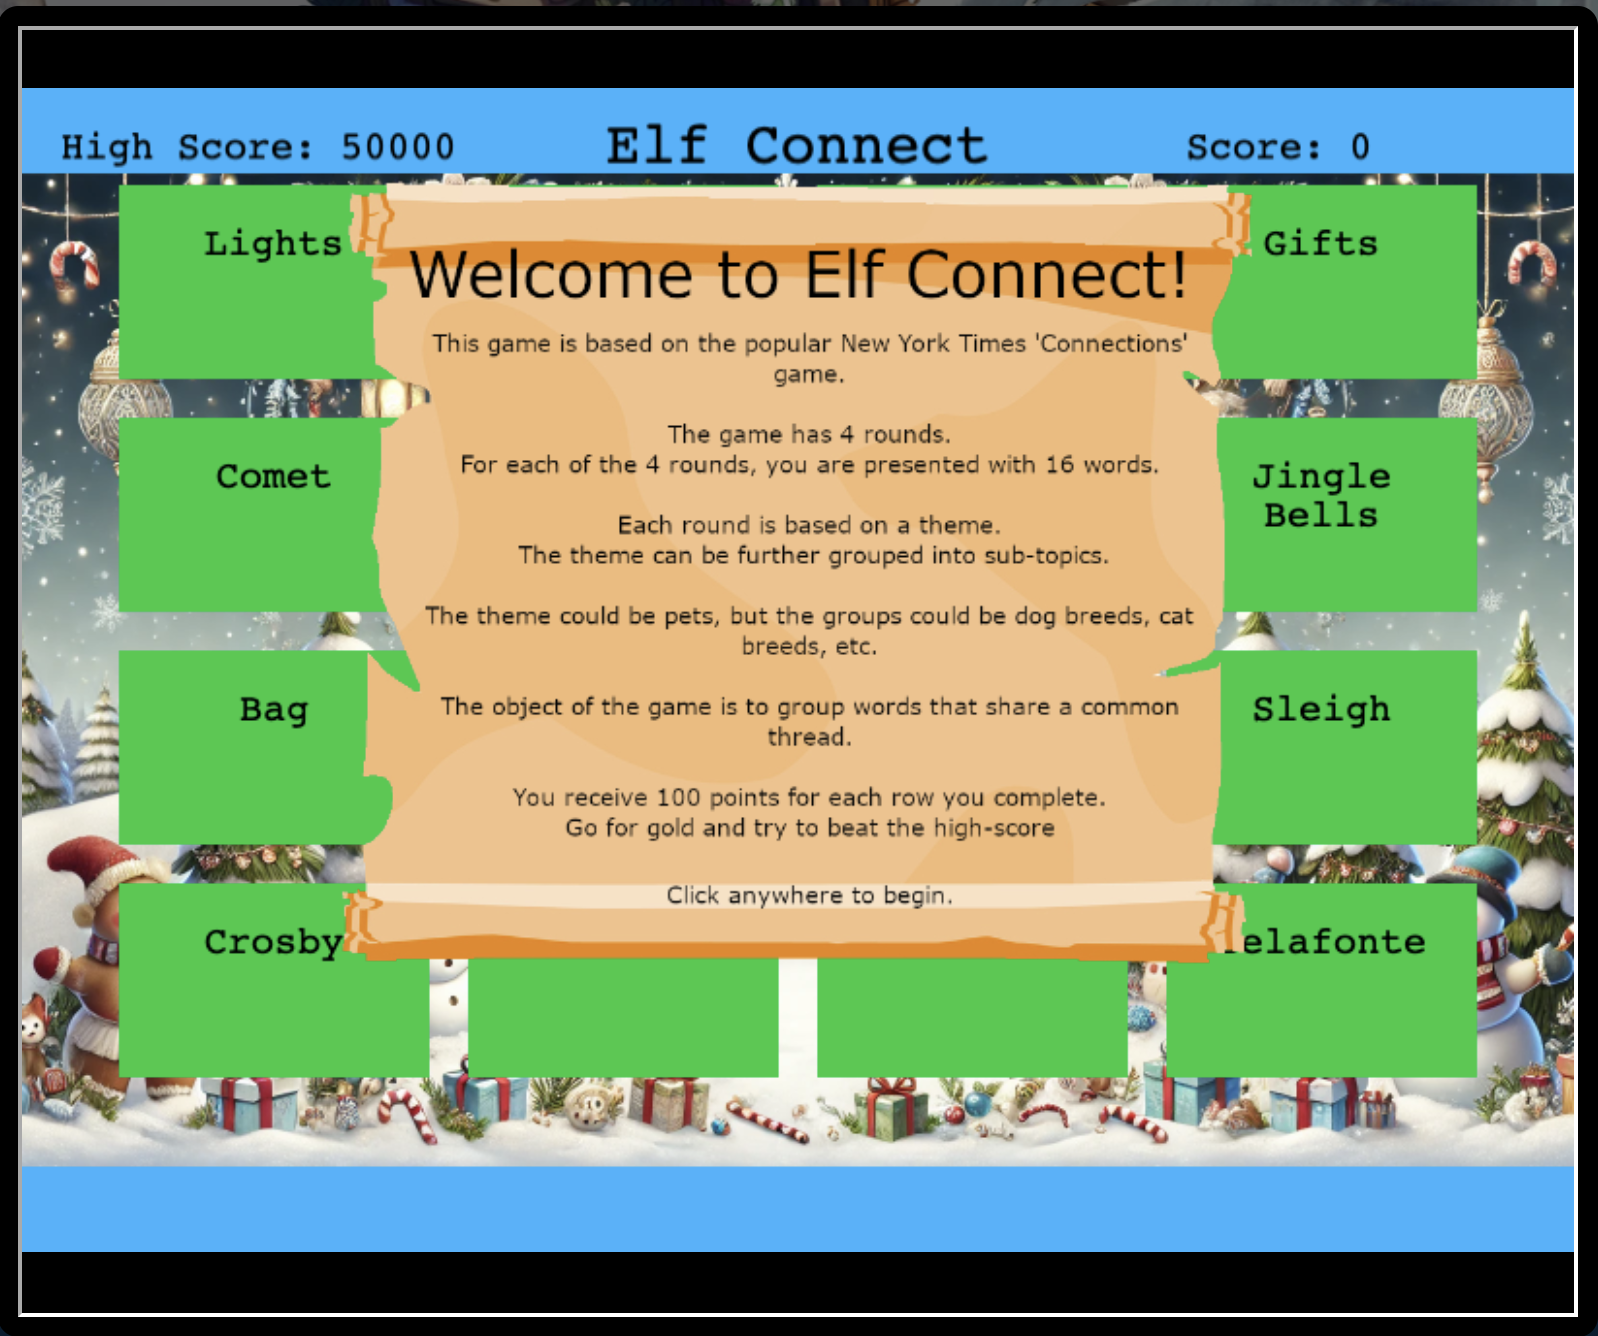 High Score: 50000
Elf Connect
Score: 0
Lights
Gifts
Comet
Jingle
Bells
Bag
Sleigh
Crosby
elafonte
Welcome to Elf Connect!
This game is based on the popular New York Times 'Connections'
game.
The game has 4 rounds.
For each of the 4 rounds, you are presented with 16 words.
Each round is based on a theme.
The theme can be further grouped into sub-topics.
The theme could be pets, but the groups could be dog breeds, cat
breeds, etc.
The object of the game is to group words that share a common
thread.
You receive 100 points for each row you complete.
Go for gold and try to beat the high-score
Click anywhere to begin.